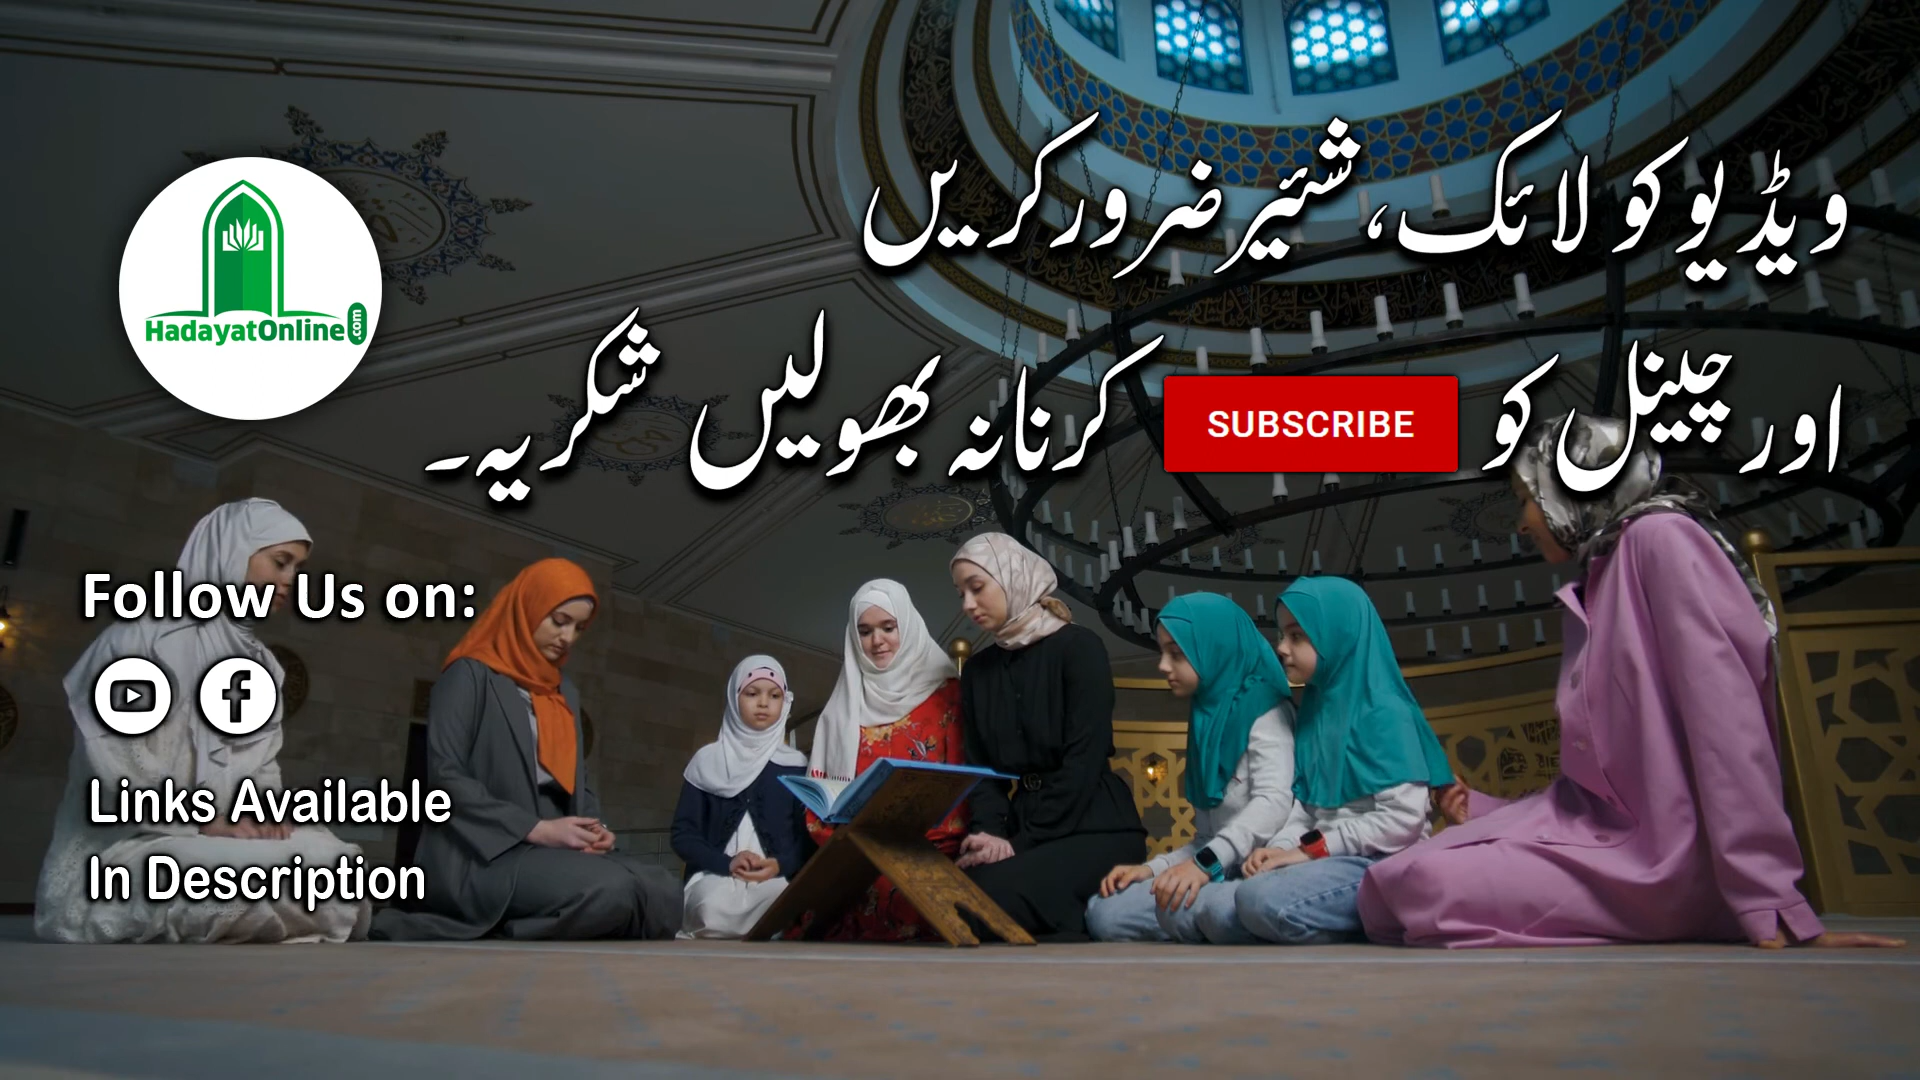 ویڈیو کو لائک، شئیر ضرور کریں
اور چینل کو SUBSCRIBE کرنا نہ بھولیں شکریہ۔
HadayatOnline.com
Follow Us on:
Links Available
In Description